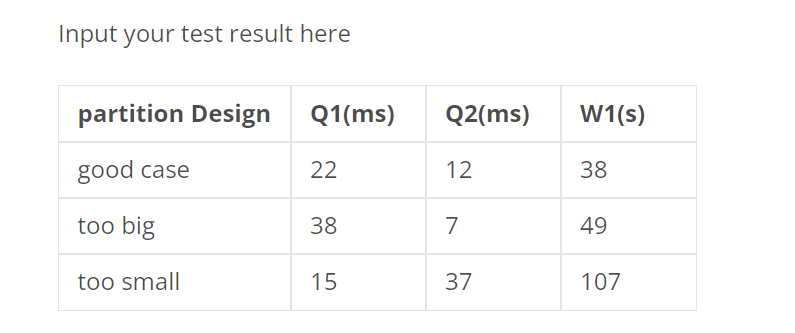 Input your test result here
partition Design Q1(ms) Q2(ms) W1(s)
good case 22 12 38
too big 38 7 49
too small 15 37 107